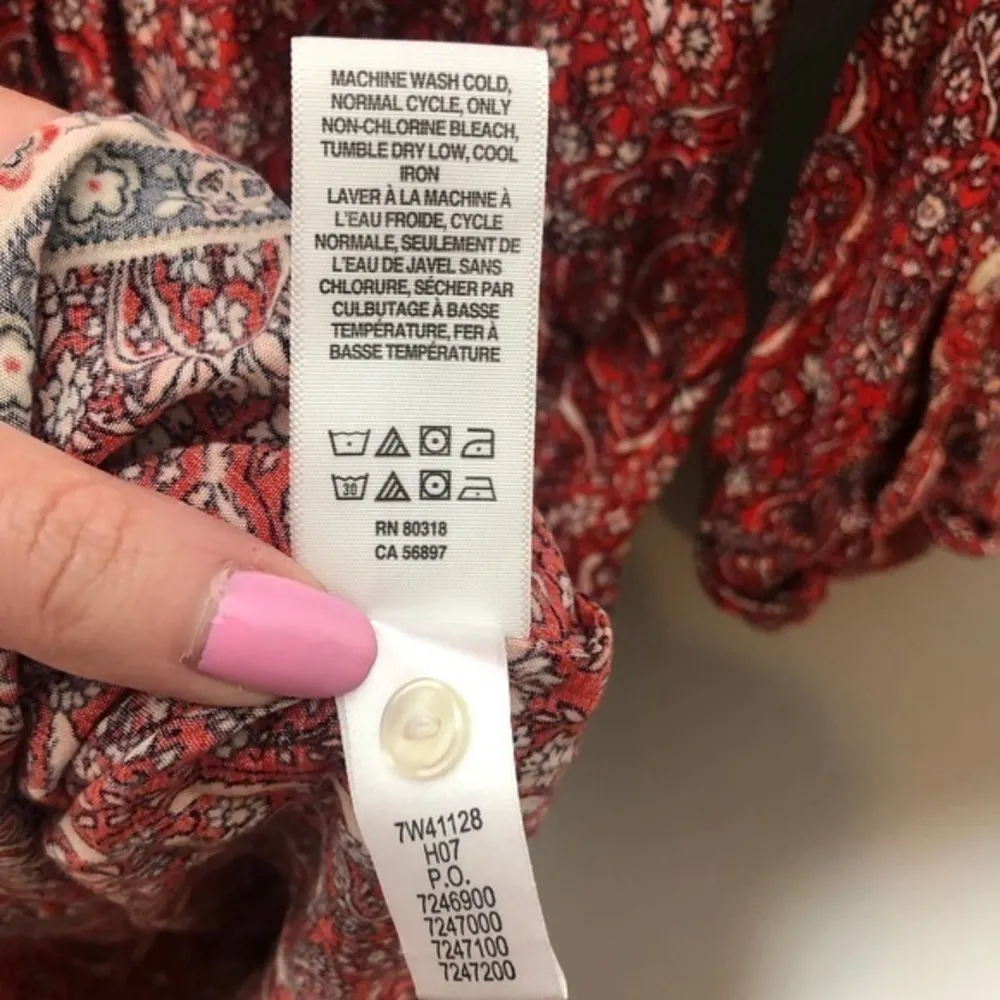 MACHINE WASH COLD,
NORMAL CYCLE, ONLY
NON-CHLORINE BLEACH,
TUMBLE DRY LOW, COOL
IRON
LAVER À LA MACHINE À
L'EAU FROIDE, CYCLE
NORMALE, SEULEMENT DE
L'EAU DE JAVEL SANS
CHLORURE, SÉCHER PAR
CULBUTAGE À BASSE
TEMPÉRATURE, FER À
BASSE TEMPÉRATURE
30
RN 80318
CA 56897
7W41128
H07
P.O.
7246900
7247000
7247100
7247200